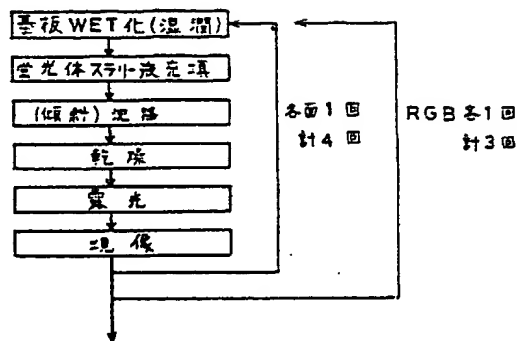 基板WET化(湿潤)
蛍光体スラリー液充填
(傾斜)沈降
乾燥
露光
現像
各面1回
計4回
RGB各1回
計3回